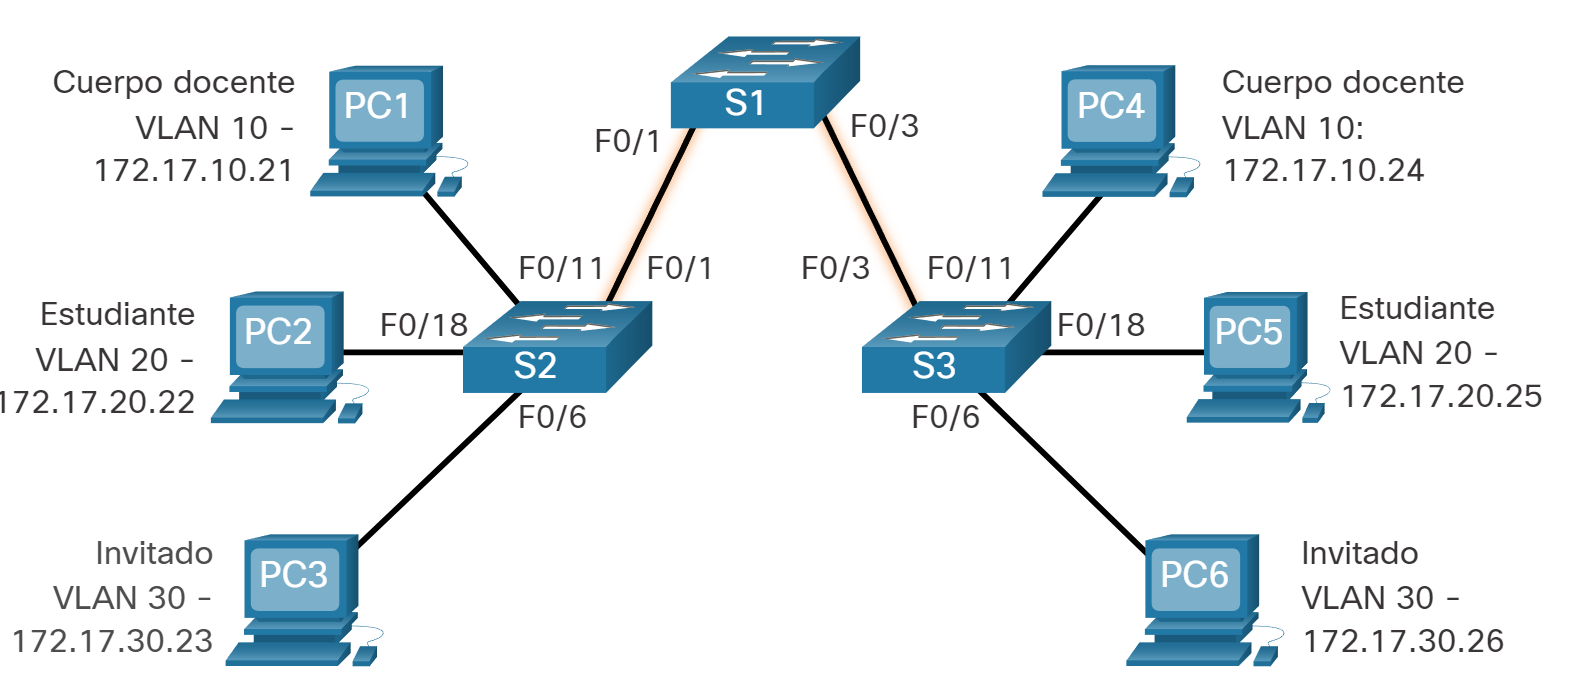 Cuerpo docente
VLAN 10 –
172.17.10.21
PC1
S1
F0/1
F0/3
PC4
Cuerpo docente
VLAN 10:
172.17.10.24
F0/11
F0/1
F0/3
F0/11
Estudiante
VLAN 20 –
172.17.20.22
PC2
F0/18
S2
S3
F0/18
PC5
Estudiante
VLAN 20 –
172.17.20.25
F0/6
F0/6
Invitado
VLAN 30 –
172.17.30.23
PC3
PC6
Invitado
VLAN 30 –
172.17.30.26